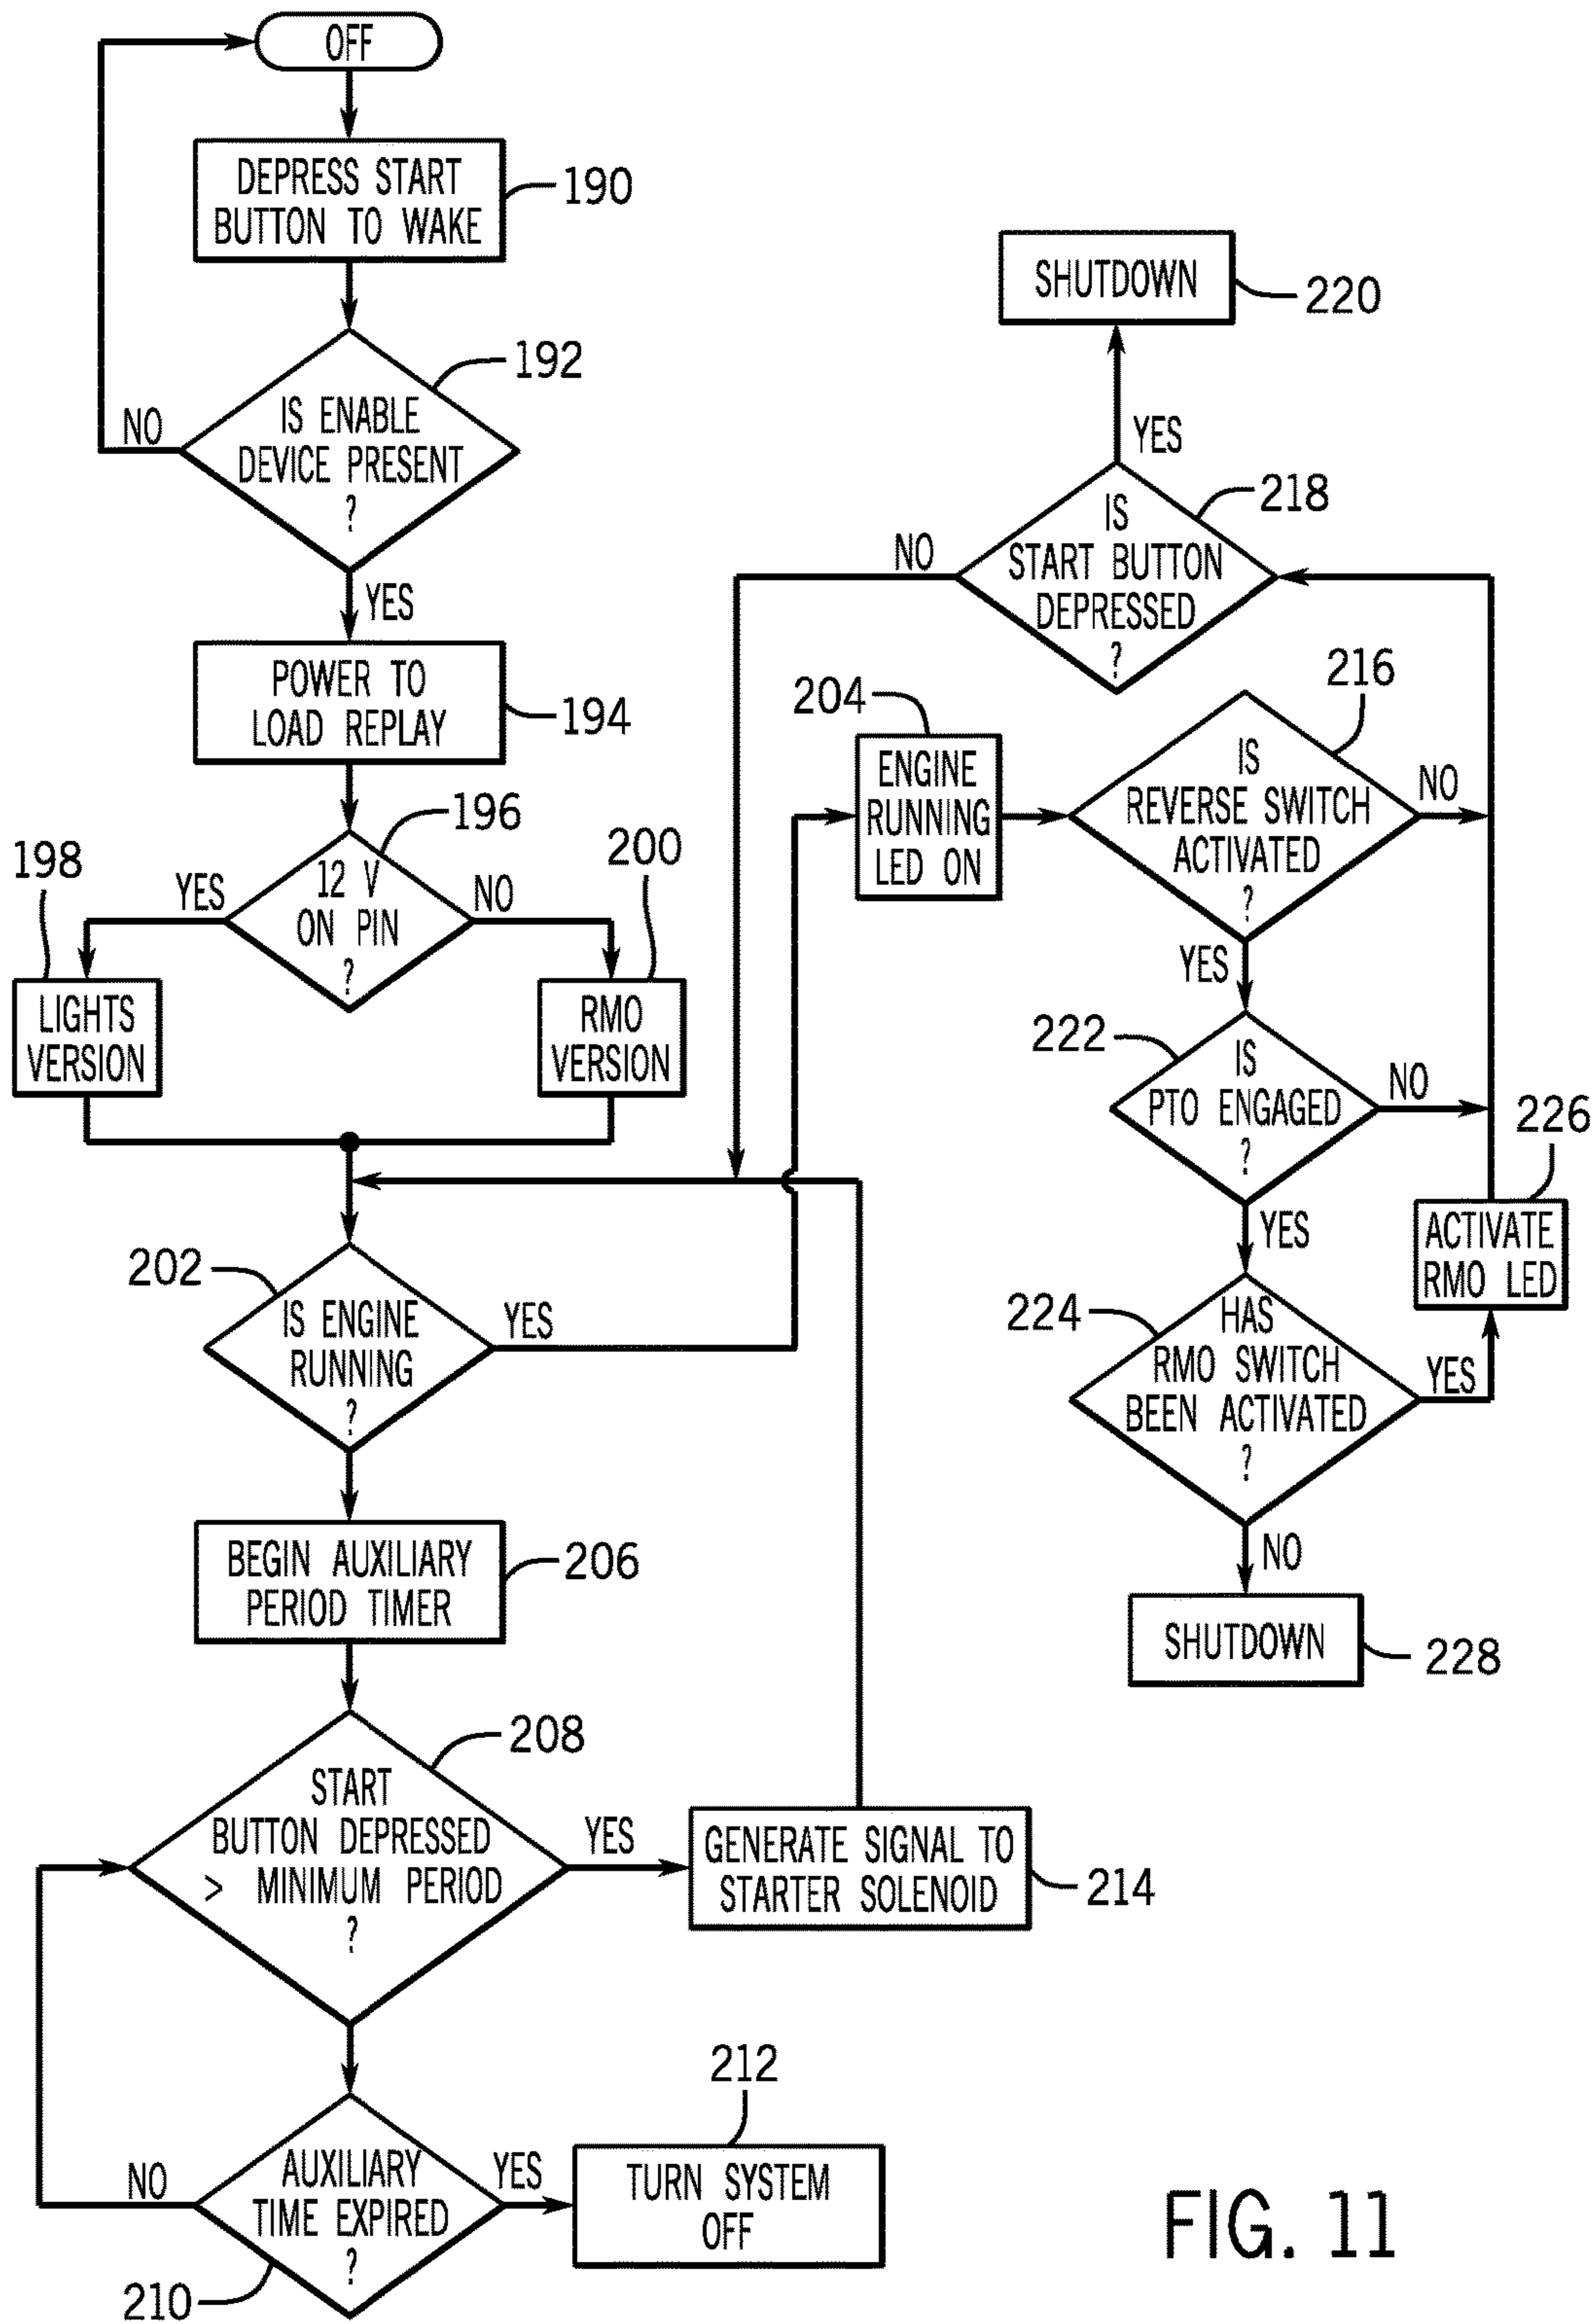 OFF
DEPRESS START
BUTTON TO WAKE
190
IS ENABLE
DEVICE PRESENT
?
192
NO
YES
POWER TO
LOAD REPLAY
194
12 V
ON PIN
?
196
YES
NO
198
LIGHTS
VERSION
200
RMO
VERSION
202
IS ENGINE
RUNNING
?
YES
BEGIN AUXILIARY
PERIOD TIMER
206
208
START
BUTTON DEPRESSED
> MINIMUM PERIOD
?
YES
GENERATE SIGNAL TO
STARTER SOLENOID
214
AUXILIARY
TIME EXPIRED
?
210
NO
YES
212
TURN SYSTEM
OFF
SHUTDOWN
220
YES
218
IS
START BUTTON
DEPRESSED
?
NO
204
ENGINE
RUNNING
LED ON
216
IS
REVERSE SWITCH
ACTIVATED
?
NO
YES
222
IS
PTO ENGAGED
?
NO
YES
226
ACTIVATE
RMO LED
224
HAS
RMO SWITCH
BEEN ACTIVATED
?
YES
NO
SHUTDOWN
228
FIG. 11